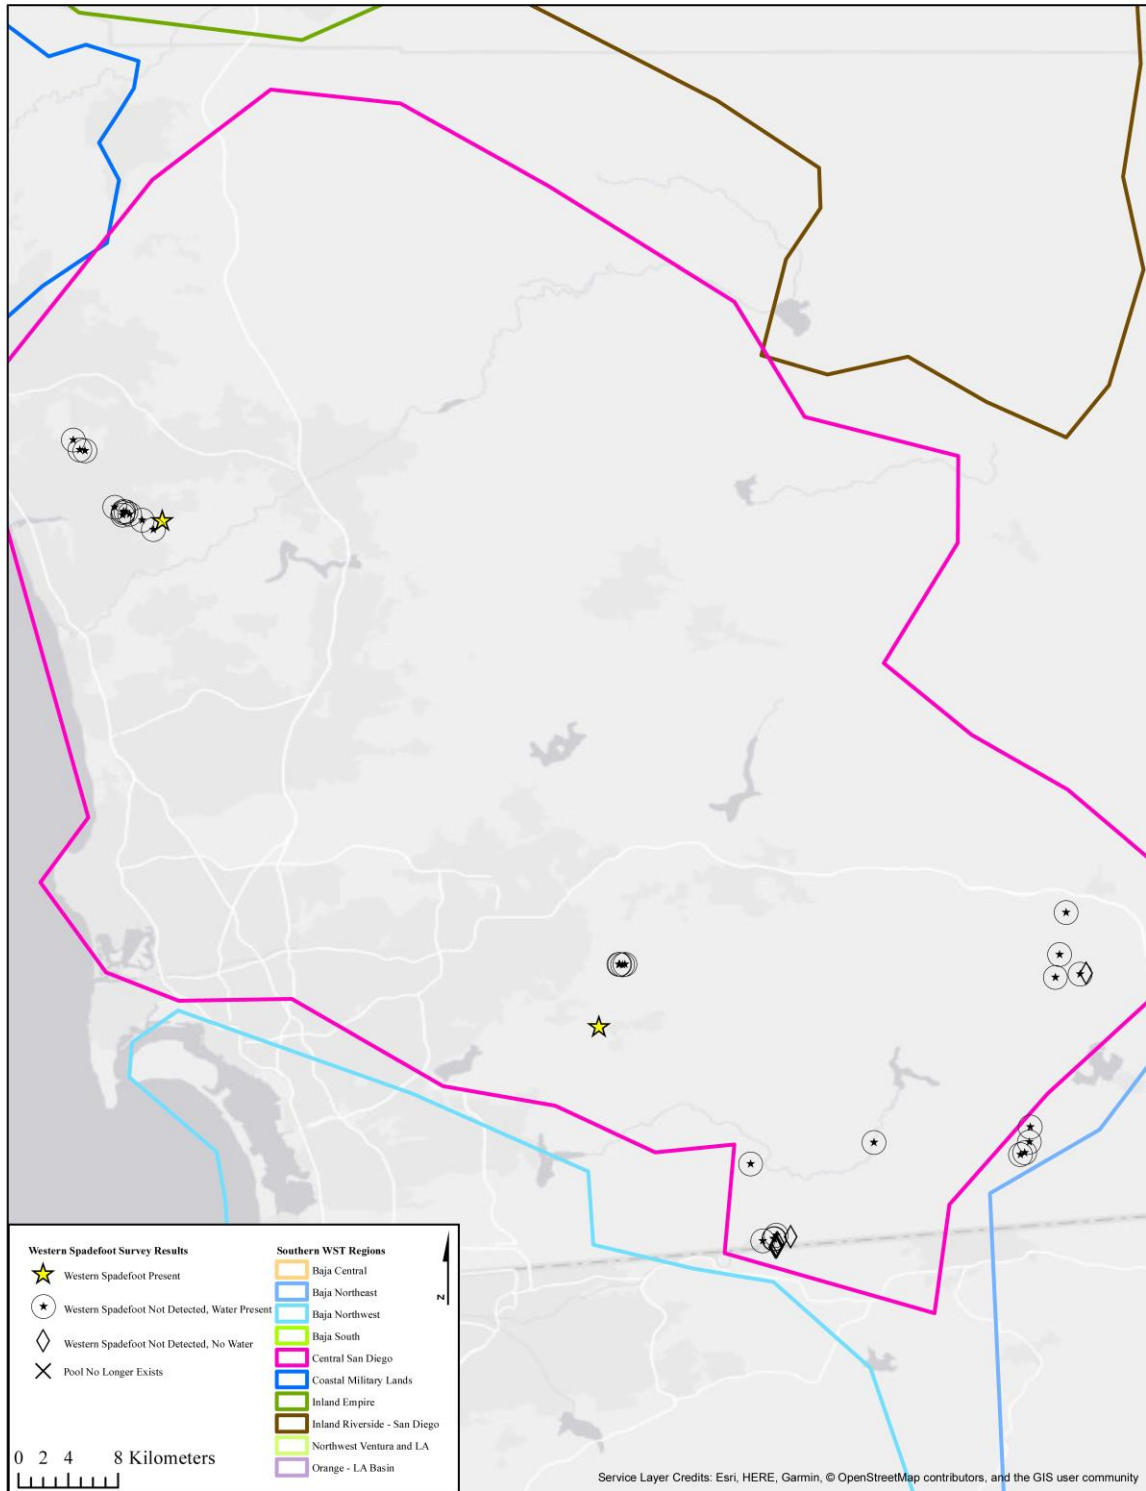 Western Spadefoot Survey Results
Western Spadefoot Present
Western Spadefoot Not Detected, Water Present
Western Spadefoot Not Detected, No Water
Pool No Longer Exists
0 2 4 8 Kilometers
Southern WST Regions
Baja Central
Baja Northeast
Baja Northwest
Baja South
Central San Diego
Coastal Military Lands
Inland Empire
Inland Riverside - San Diego
Northwest Ventura and LA
Orange - LA Basin
N
Service Layer Credits: Esri, HERE, Garmin, © OpenStreetMap contributors, and the GIS user community